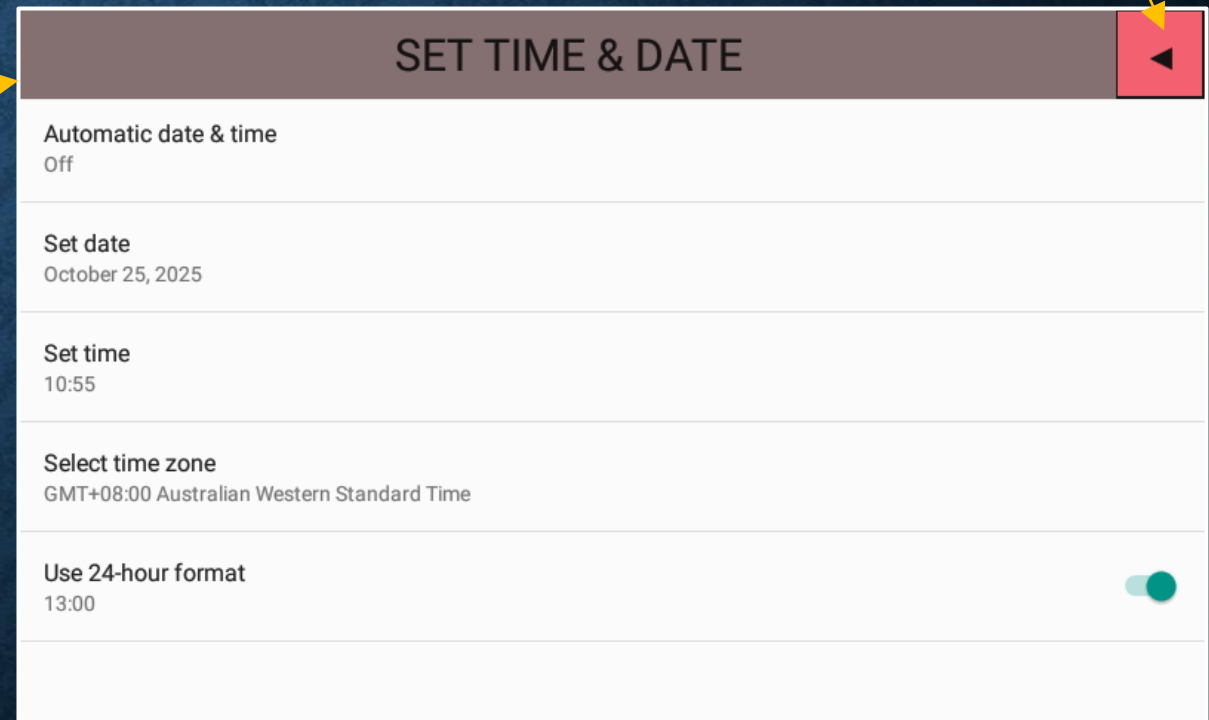 SET TIME & DATE
Automatic date & time
Off
Set date
October 25, 2025
Set time
10:55
Select time zone
GMT+08:00 Australian Western Standard Time
Use 24-hour format
13:00